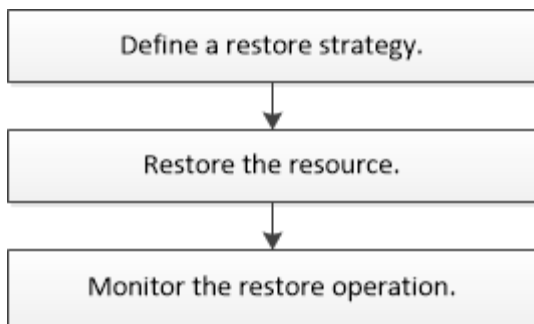 Define a restore strategy.
Restore the resource.
Monitor the restore operation.